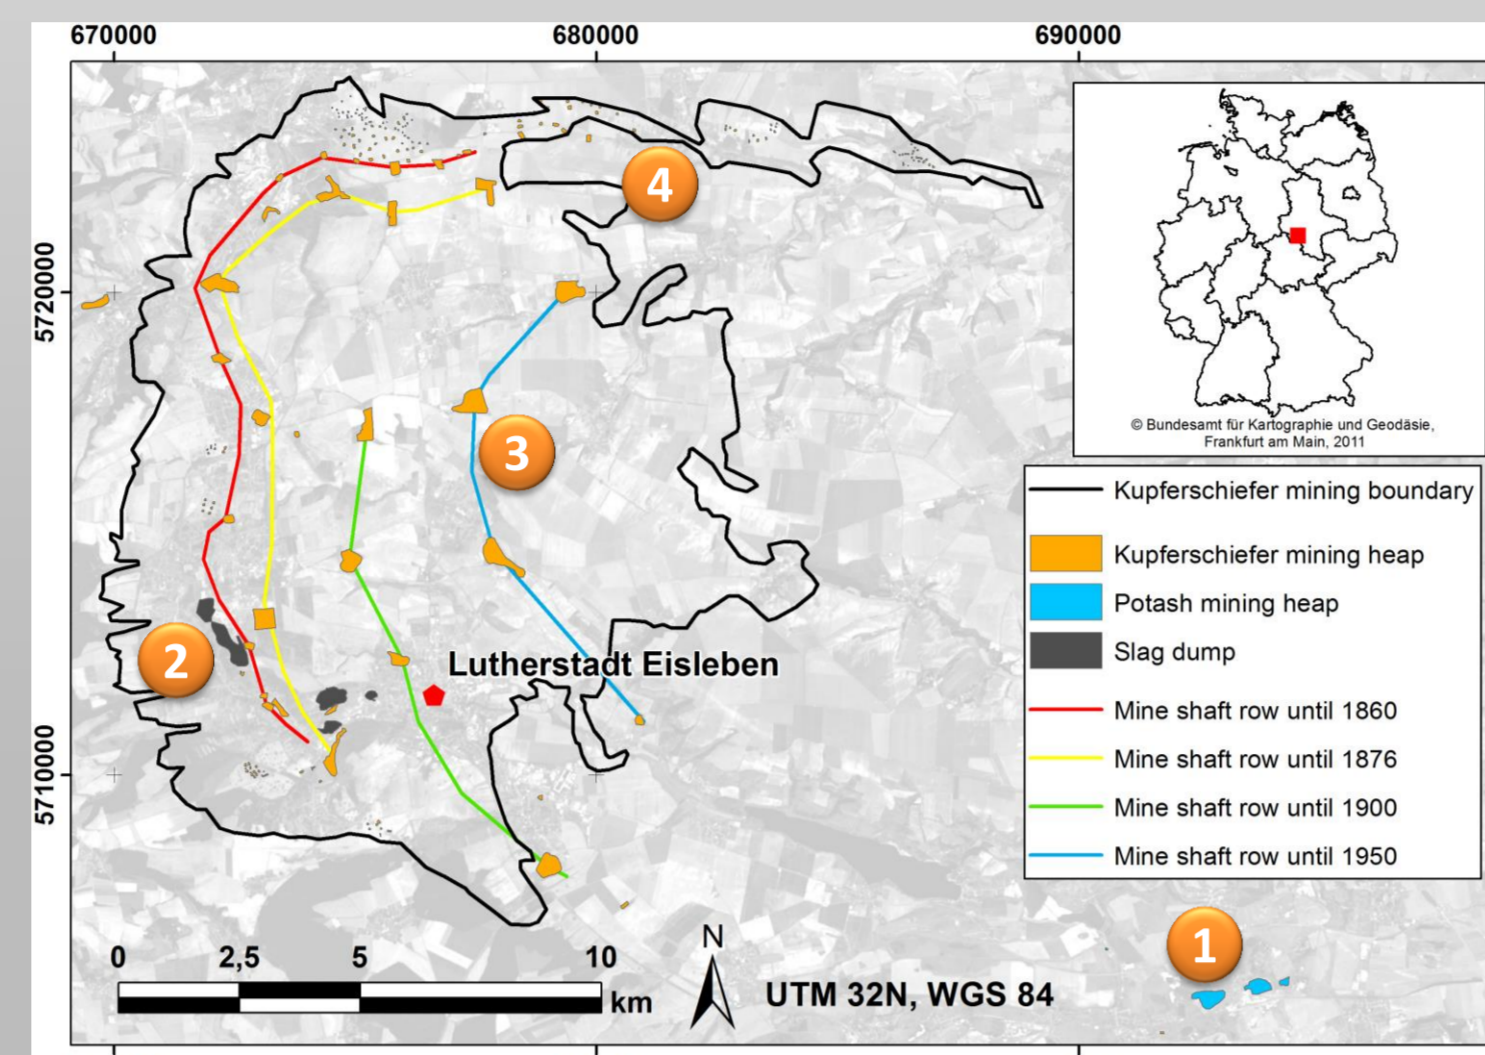 670000
680000
690000
© Bundesamt für Kartographie und Geodäsie,
Frankfurt am Main, 2011
4
5720000
3
Kupferschiefer mining boundary
Kupferschiefer mining heap
Potash mining heap
Slag dump
Mine shaft row until 1860
Mine shaft row until 1876
Mine shaft row until 1900
Mine shaft row until 1950
2
Lutherstadt Eisleben
5710000
1
0 2,5 5 10
km
N
UTM 32N, WGS 84